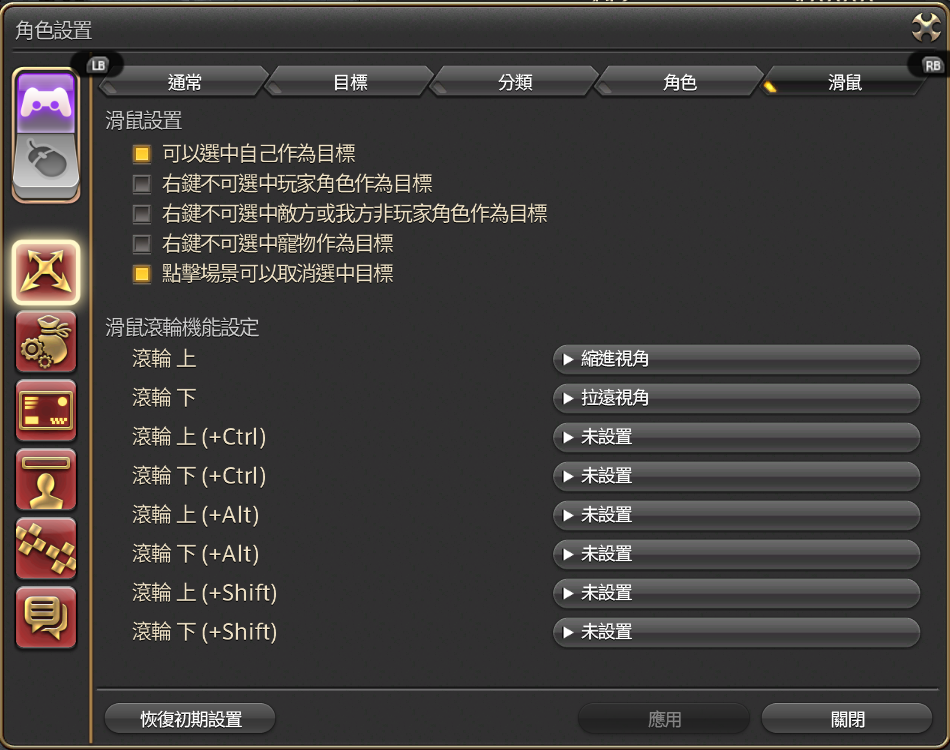 角色設置
LB
RB
通常
目標
分類
角色
滑鼠
滑鼠設置
可以選中自己作為目標
右鍵不可選中玩家角色作為目標
右鍵不可選中敵方或我方非玩家角色作為目標
右鍵不可選中寵物作為目標
點擊場景可以取消選中目標
滑鼠滾輪機能設定
滾輪 上 縮進視角
滾輪 下 拉遠視角
滾輪 上 (+Ctrl) 未設置
滾輪 下 (+Ctrl) 未設置
滾輪 上 (+Alt) 未設置
滾輪 下 (+Alt) 未設置
滾輪 上 (+Shift) 未設置
滾輪 下 (+Shift) 未設置
恢復初期設置
應用
關閉